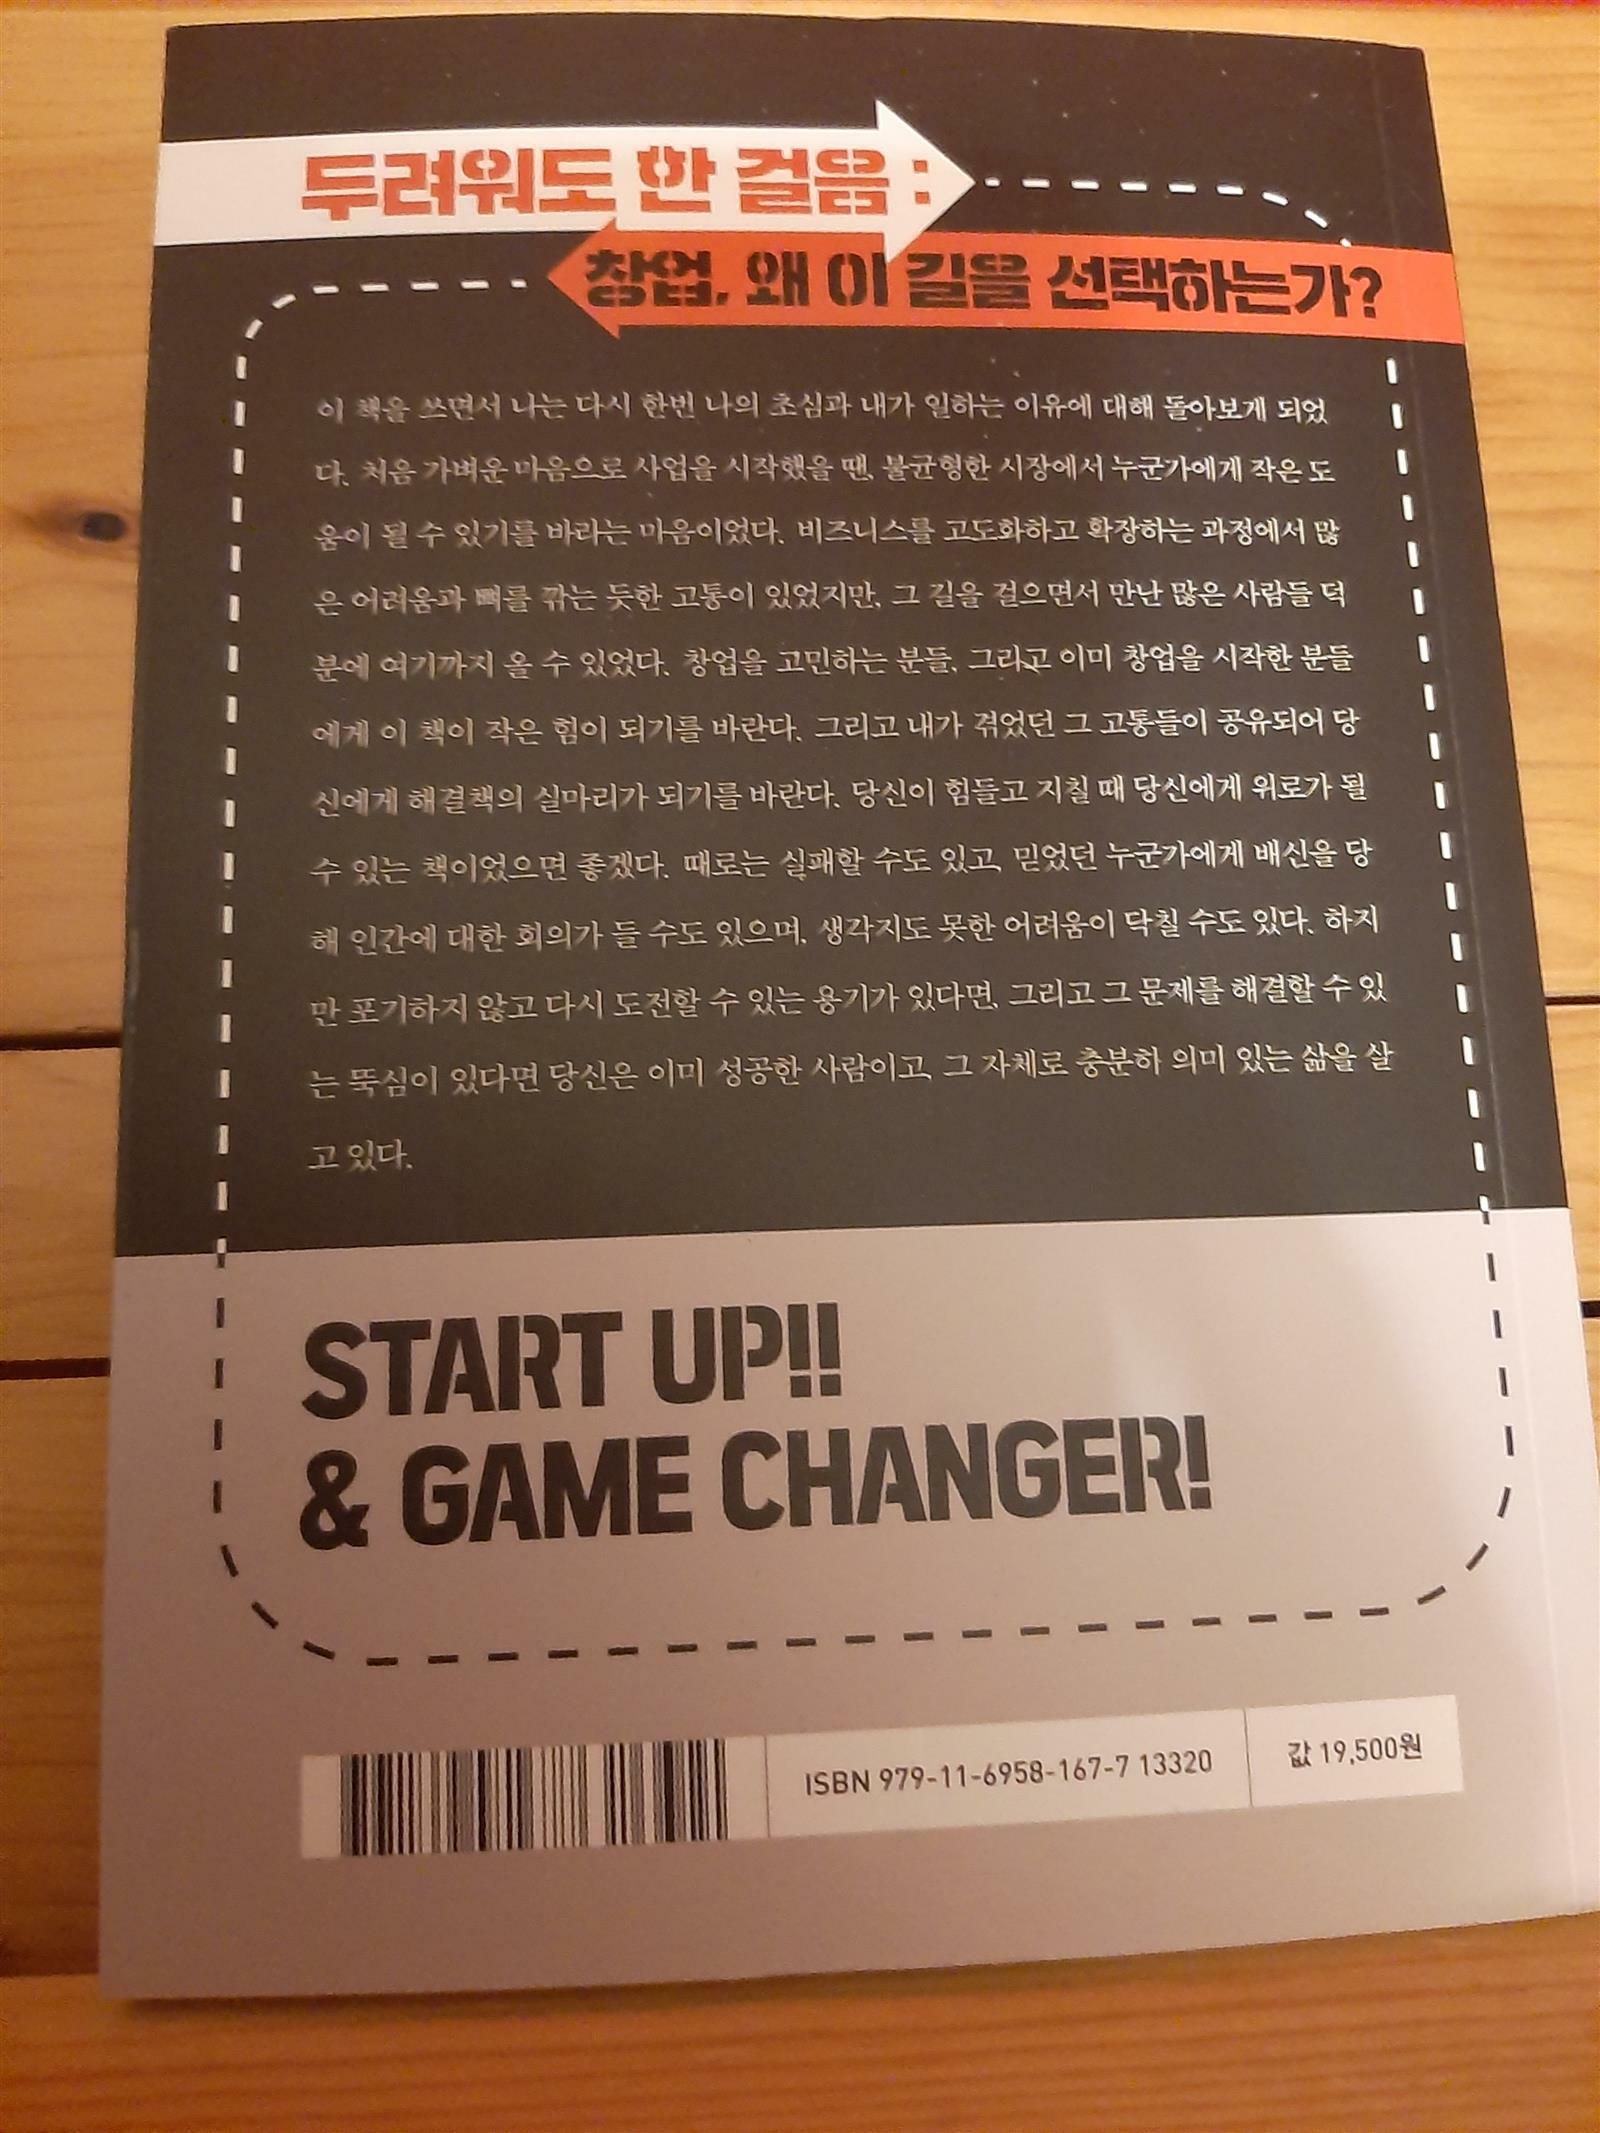 두려워도 한 걸음 :
창업, 왜 이 길을 선택하는가?
이 책을 쓰면서 나는 다시 한번 나의 초심과 내가 일하는 이유에 대해 돌아보게 되었
다. 처음 가벼운 마음으로 사업을 시작했을 땐, 불균형한 시장에서 누군가에게 작은 도
움이 될 수 있기를 바라는 마음이었다. 비즈니스를 고도화하고 확장하는 과정에서 많
은 어려움과 뼈를 깎는 듯한 고통이 있었지만, 그 길을 걸으면서 만난 많은 사람들 덕
분에 여기까지 올 수 있었다. 창업을 고민하는 분들, 그리고 이미 창업을 시작한 분들
에게 이 책이 작은 힘이 되기를 바란다. 그리고 내가 겪었던 그 고통들이 공유되어 당
신에게 해결책의 실마리가 되기를 바란다. 당신이 힘들고 지칠 때 당신에게 위로가 될
수 있는 책이었으면 좋겠다. 때로는 실패할 수도 있고, 믿었던 누군가에게 배신을 당
해 인간에 대한 회의가 들 수도 있으며, 생각지도 못한 어려움이 닥칠 수도 있다. 하지
만 포기하지 않고 다시 도전할 수 있는 용기가 있다면, 그리고 그 문제를 해결할 수 있
는 뚝심이 있다면 당신은 이미 성공한 사람이고, 그 자체로 충분하 의미 있는 삶을 살
고 있다.
START UP!!
& GAME CHANGER!
ISBN 979-11-6958-167-7 13320
값 19,500원